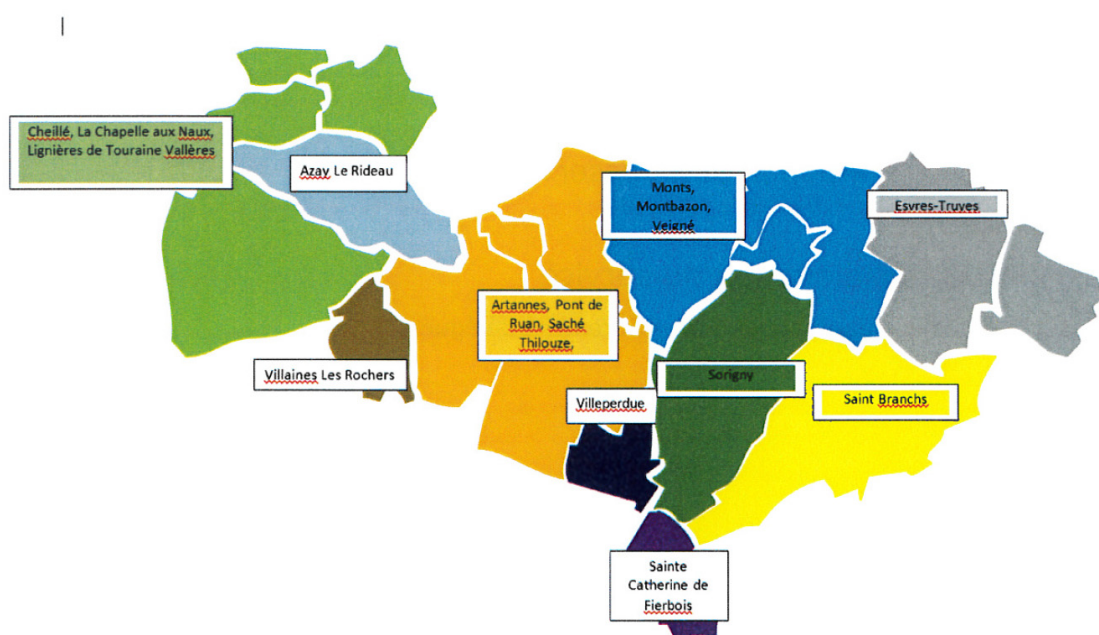 Cheillé, La Chapelle aux Naux,
Lignières de Touraine Vallères
Azay Le Rideau
Monts,
Montbazon,
Veigné
Esvres-Truyes
Artannes, Pont de
Ruan, Saché
Thilouze,
Villaines Les Rochers
Villeperdue
Sorigny
Saint Branchs
Sainte
Catherine de
Fierbois